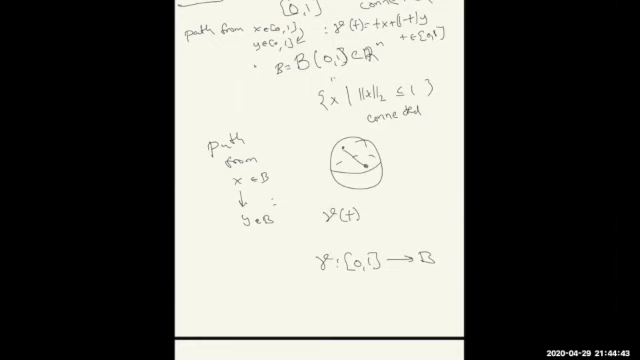 [0,1]
path from x∈[0,1], : γ(t)=tx+(1-t)y
y∈[0,1] t∈[0,1]
B = B(0,1) ⊂ ℝⁿ
"
{x | ||x||₂ ≤ 1}
connected
path
from
x ∈ B
↓ :
y ∈ B γ(t)
γ : [0,1] → B
2020-04-29 21:44:43